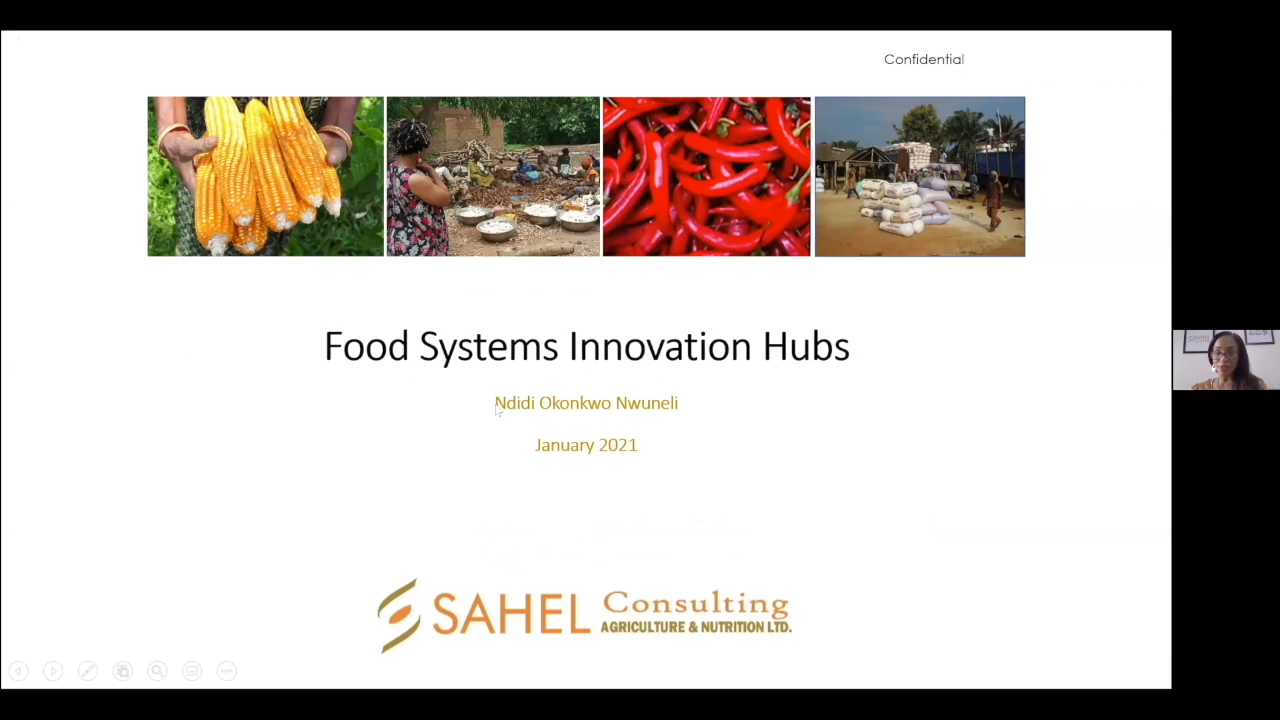 Confidential
Food Systems Innovation Hubs
Ndidi Okonkwo Nwuneli
January 2021
SAHEL Consulting
AGRICULTURE & NUTRITION LTD.